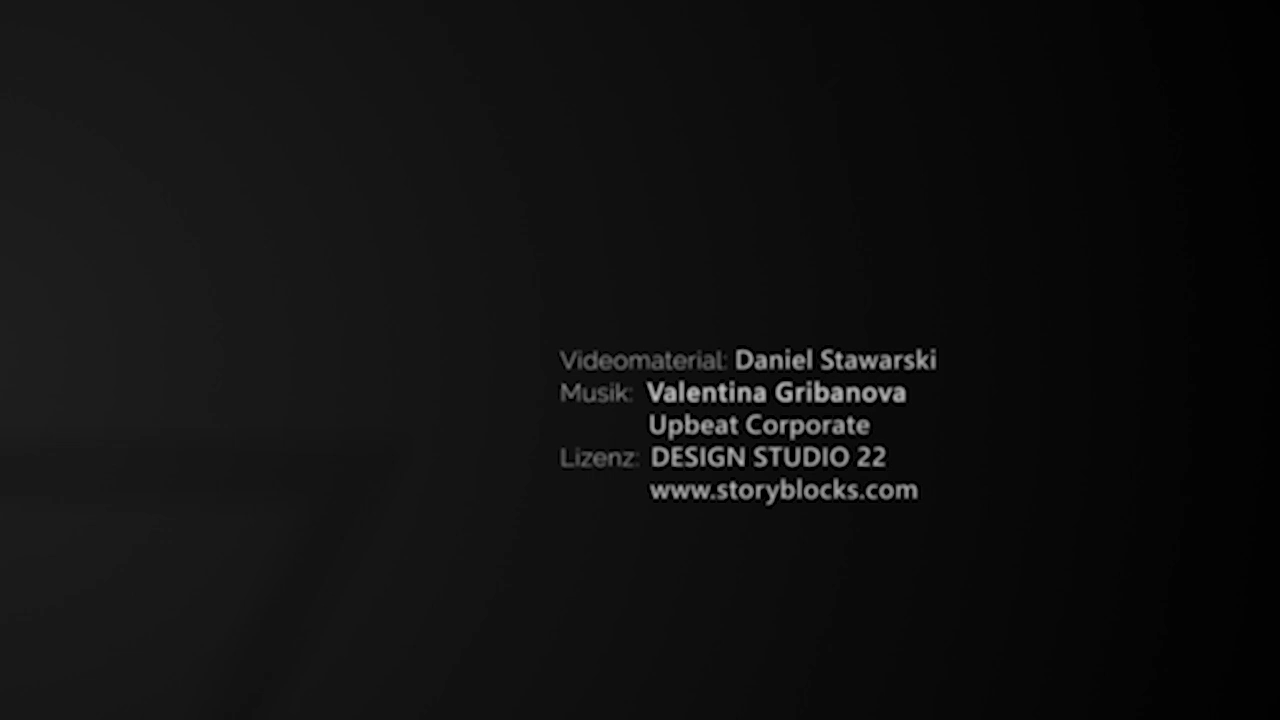 Videomaterial: Daniel Stawarski
Musik: Valentina Gribanova
Upbeat Corporate
Lizenz: DESIGN STUDIO 22
www.storyblocks.com